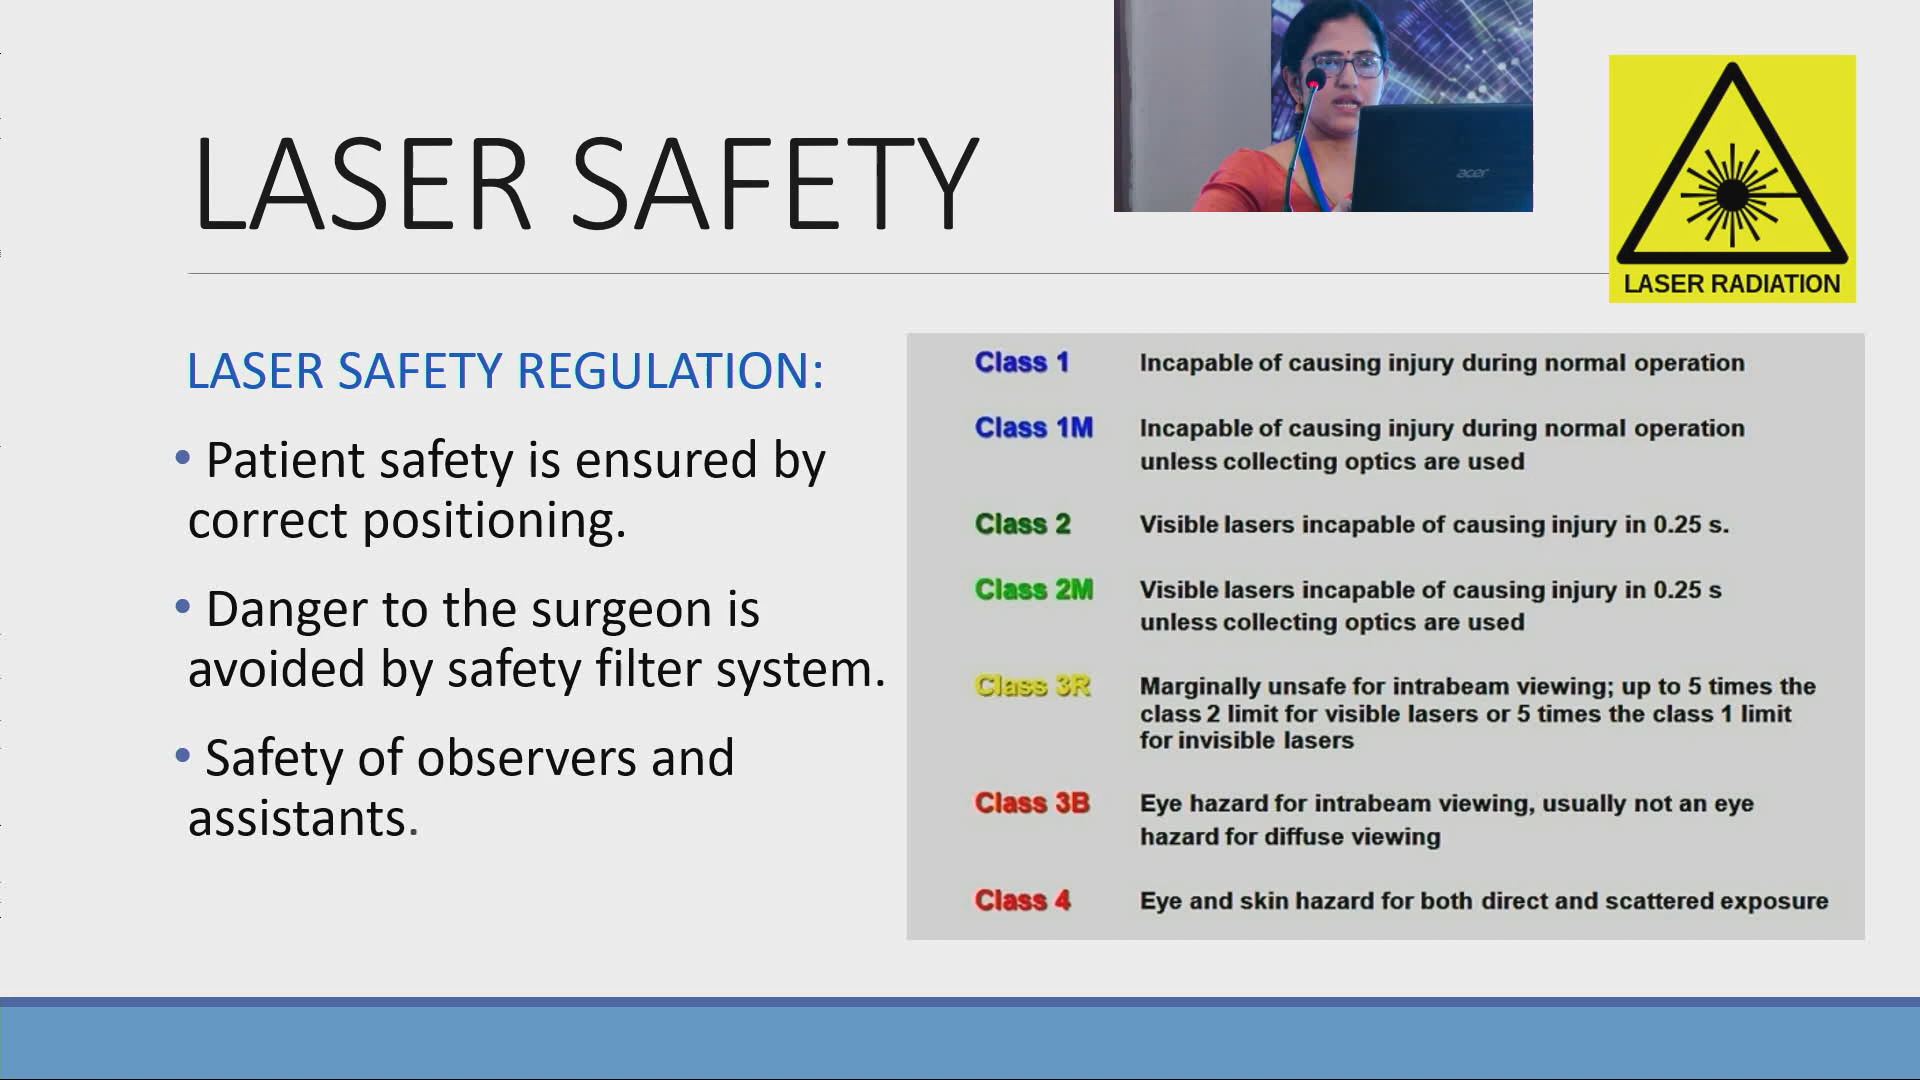 LASER SAFETY
acer
LASER RADIATION
LASER SAFETY REGULATION:
• Patient safety is ensured by
correct positioning.
• Danger to the surgeon is
avoided by safety filter system.
• Safety of observers and
assistants.
Class 1 Incapable of causing injury during normal operation
Class 1M Incapable of causing injury during normal operation
unless collecting optics are used
Class 2 Visible lasers incapable of causing injury in 0.25 s.
Class 2M Visible lasers incapable of causing injury in 0.25 s
unless collecting optics are used
Class 3R Marginally unsafe for intrabeam viewing; up to 5 times the
class 2 limit for visible lasers or 5 times the class 1 limit
for invisible lasers
Class 3B Eye hazard for intrabeam viewing, usually not an eye
hazard for diffuse viewing
Class 4 Eye and skin hazard for both direct and scattered exposure